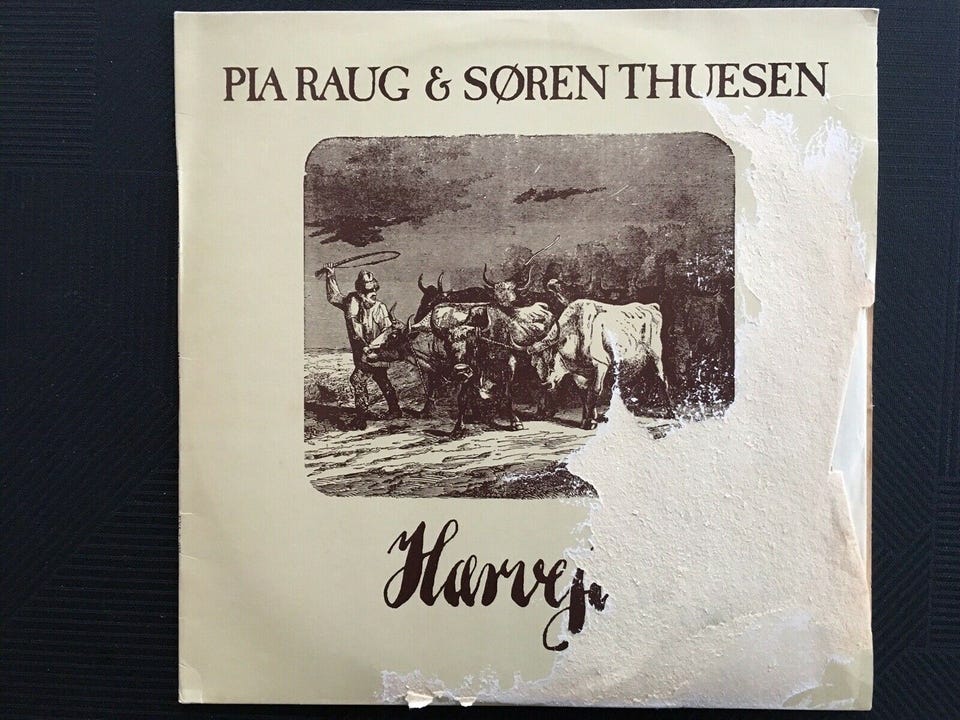 PIA RAUG & SØREN THUESEN
Hærvej